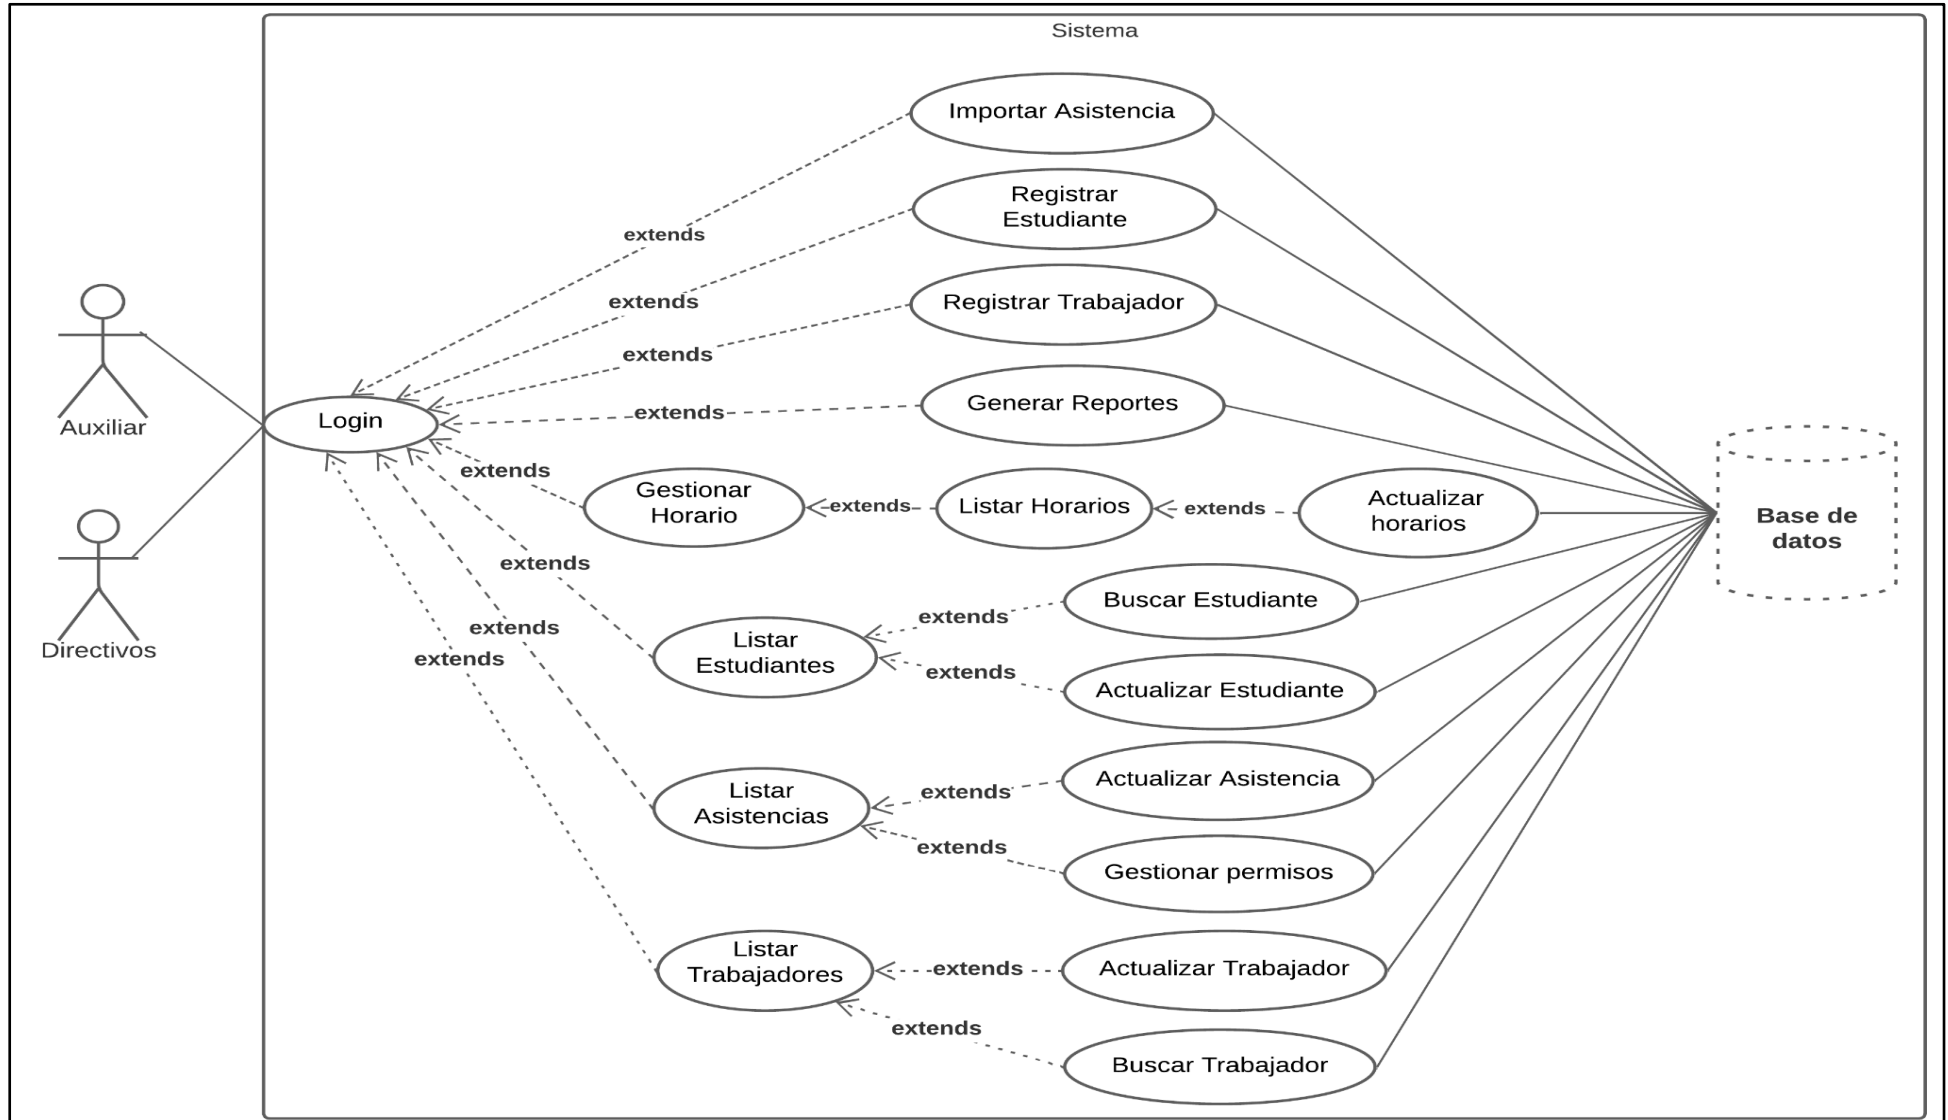 Sistema
Importar Asistencia
Registrar
Estudiante
extends
extends
Registrar Trabajador
extends
Generar Reportes
extends
Auxiliar
Login
extends
Gestionar
Horario
extends
Listar Horarios
extends
Actualizar
horarios
Base de
datos
extends
Buscar Estudiante
extends
Listar
Estudiantes
extends
Actualizar Estudiante
Directivos
extends
extends
Listar
Asistencias
extends
Actualizar Asistencia
extends
Gestionar permisos
Listar
Trabajadores
extends
Actualizar Trabajador
extends
Buscar Trabajador